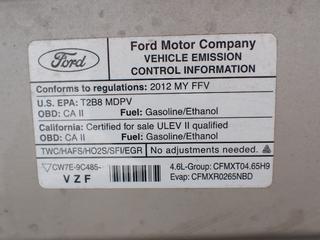 Ford
Ford Motor Company
VEHICLE EMISSION
CONTROL INFORMATION
Conforms to regulations: 2012 MY FFV
U.S. EPA: T2B8 MDPV
OBD: CA II Fuel: Gasoline/Ethanol
California: Certified for sale ULEV II qualified
OBD: CA II Fuel: Gasoline/Ethanol
TWC/HAFS/HO2S/SFI/EGR No adjustments needed.
CW7E-9C485-
VZF
4.6L-Group: CFMXT04.65H9
Evap: CFMXR0265NBD